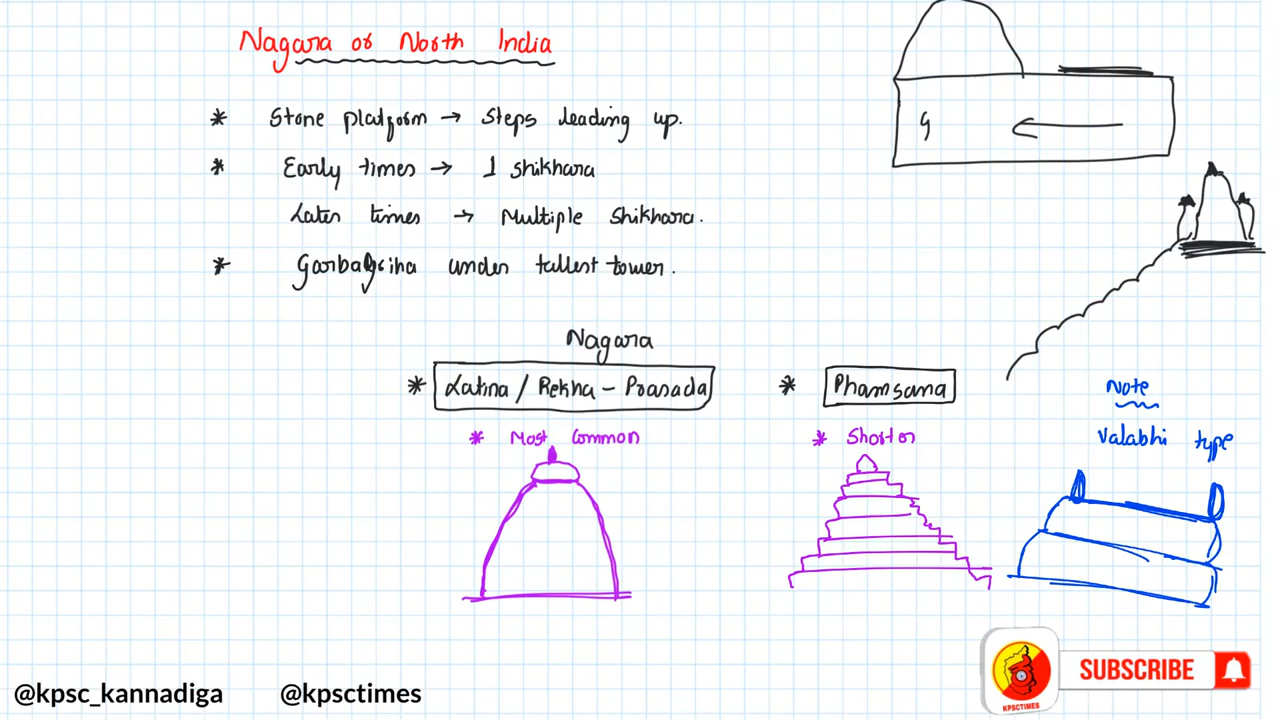 Nagara or North India
* Stone platform → Steps leading up.
* Early times → 1 Shikhara
Later times → Multiple Shikhara.
* Garbagriha under tallest tower.
G
Nagara
* Latina / Rekha - Prasada
* Phamsana
Note
* Most Common
* Shorter
Valabhi type
KPSCTIMES
SUBSCRIBE
@kpsc_kannadiga
@kpsctimes